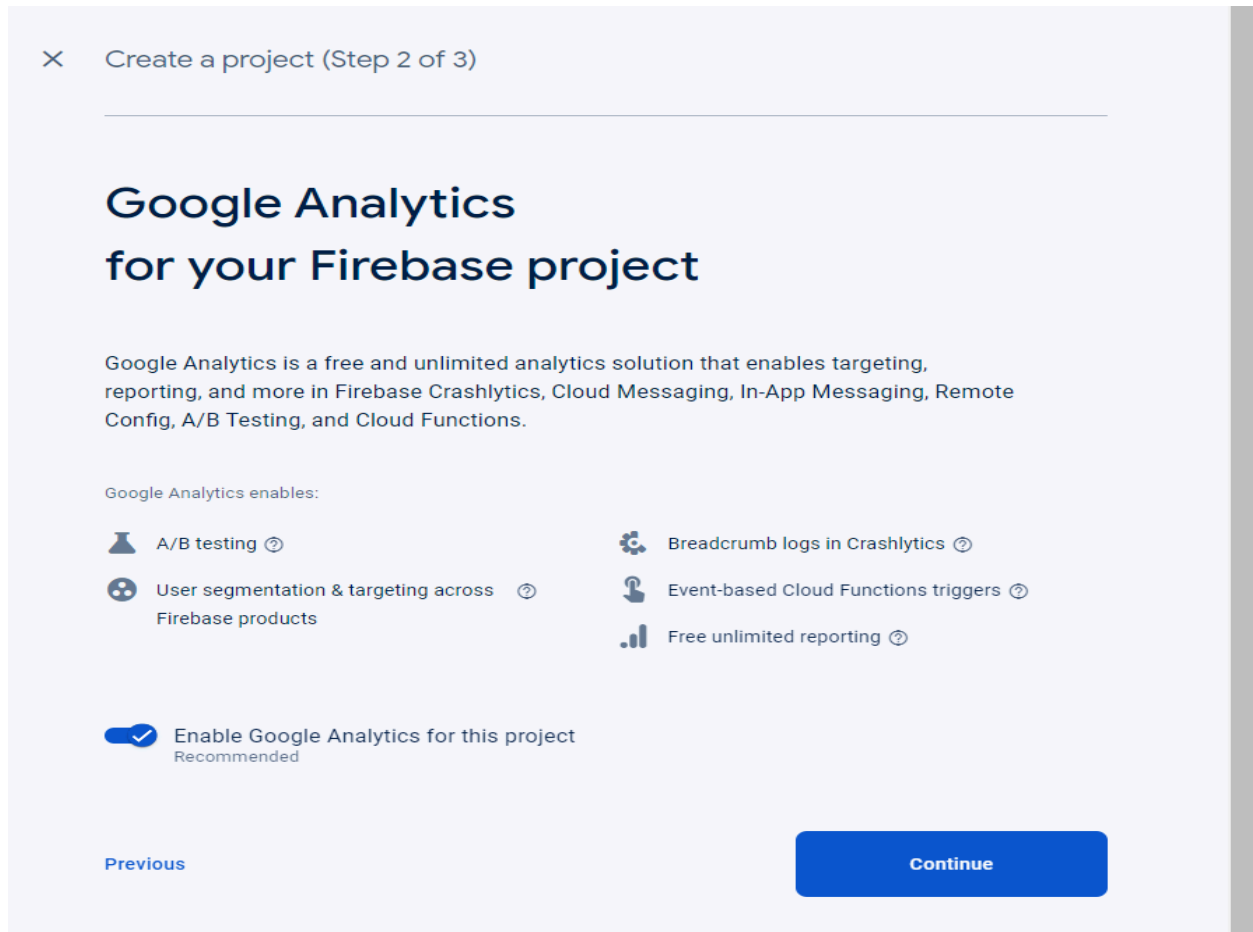 Create a project (Step 2 of 3)
Google Analytics
for your Firebase project
Google Analytics is a free and unlimited analytics solution that enables targeting,
reporting, and more in Firebase Crashlytics, Cloud Messaging, In-App Messaging, Remote
Config, A/B Testing, and Cloud Functions.
Google Analytics enables:
A/B testing
User segmentation & targeting across
Firebase products
Breadcrumb logs in Crashlytics
Event-based Cloud Functions triggers
Free unlimited reporting
Enable Google Analytics for this project
Recommended
Previous
Continue